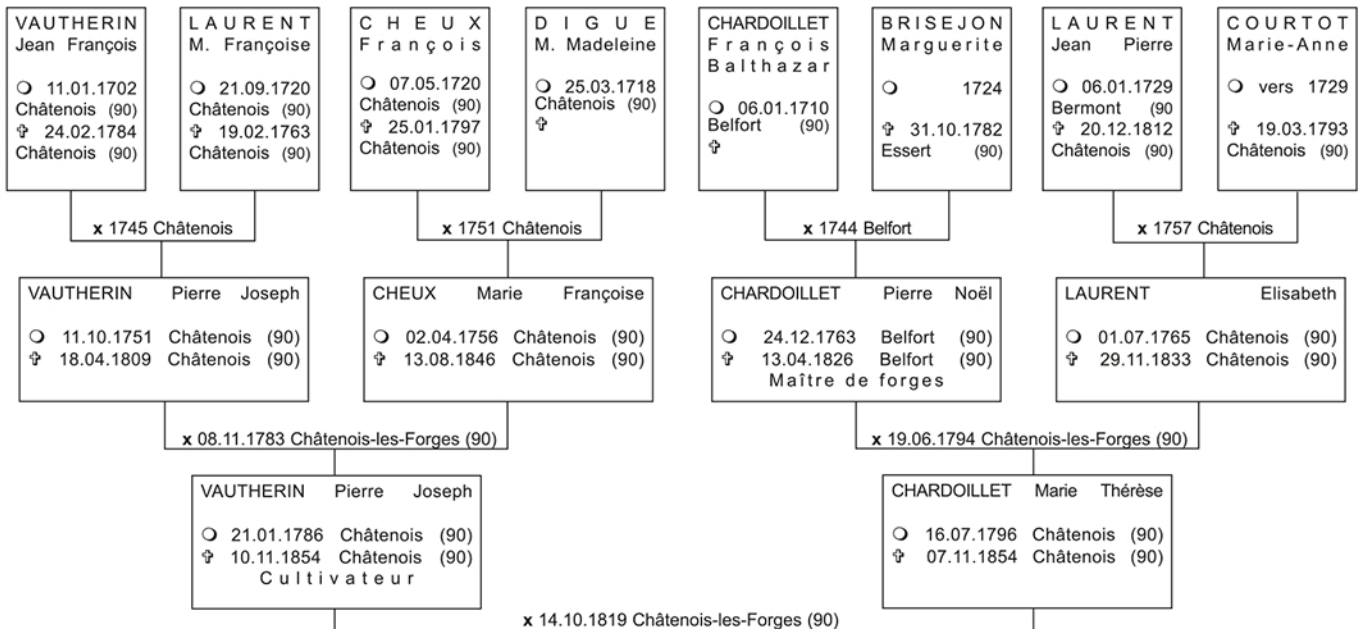 VAUTHERIN
Jean François
11.01.1702
Châtenois (90)
✞ 24.02.1784
Châtenois (90)
LAURENT
M. Françoise
21.09.1720
Châtenois (90)
✞ 19.02.1763
Châtenois (90)
CHEUX
François
07.05.1720
Châtenois (90)
✞ 25.01.1797
Châtenois (90)
DIGUE
M. Madeleine
25.03.1718
Châtenois (90)
✞
CHARDOILLET
François
Balthazar
06.01.1710
Belfort (90)
✞
BRISEJON
Marguerite
1724
✞ 31.10.1782
Essert (90)
LAURENT
Jean Pierre
06.01.1729
Bermont (90
✞ 20.12.1812
Châtenois (90)
COURTOT
Marie-Anne
vers 1729
✞ 19.03.1793
Châtenois (90)
x 1745 Châtenois
x 1751 Châtenois
x 1744 Belfort
x 1757 Châtenois
VAUTHERIN Pierre Joseph
11.10.1751 Châtenois (90)
✞ 18.04.1809 Châtenois (90)
CHEUX Marie Françoise
02.04.1756 Châtenois (90)
✞ 13.08.1846 Châtenois (90)
CHARDOILLET Pierre Noël
24.12.1763 Belfort (90)
✞ 13.04.1826 Belfort (90)
Maître de forges
LAURENT Elisabeth
01.07.1765 Châtenois (90)
✞ 29.11.1833 Châtenois (90)
x 08.11.1783 Châtenois-les-Forges (90)
x 19.06.1794 Châtenois-les-Forges (90)
VAUTHERIN Pierre Joseph
21.01.1786 Châtenois (90)
✞ 10.11.1854 Châtenois (90)
Cultivateur
CHARDOILLET Marie Thérèse
16.07.1796 Châtenois (90)
✞ 07.11.1854 Châtenois (90)
x 14.10.1819 Châtenois-les-Forges (90)